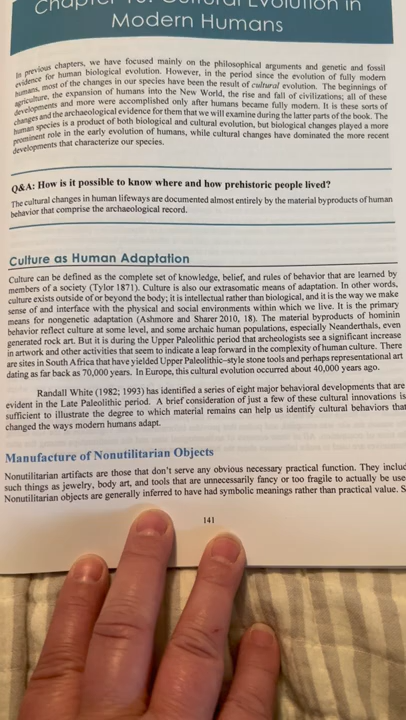 Cultural Evolution in
Modern Humans
In previous chapters, we have focused mainly on the philosophical arguments and genetic and fossil
evidence for human biological evolution. However, in the period since the evolution of fully modern
humans, most of the changes in our species have been the result of cultural evolution. The beginnings of
agriculture, the expansion of humans into the New World, the rise and fall of civilizations; all of these
developments and more were accomplished only after humans became fully modern. It is these sorts of
changes and the archaeological evidence for them that we will examine during the latter parts of the book. The
human species is a product of both biological and cultural evolution, but biological changes played a more
prominent role in the early evolution of humans, while cultural changes have dominated the more recent
developments that characterize our species.
Q&A: How is it possible to know where and how prehistoric people lived?
The cultural changes in human lifeways are documented almost entirely by the material byproducts of human
behavior that comprise the archaeological record.
Culture as Human Adaptation
Culture can be defined as the complete set of knowledge, belief, and rules of behavior that are learned by
members of a society (Tylor 1871). Culture is also our extrasomatic means of adaptation. In other words,
culture exists outside of or beyond the body; it is intellectual rather than biological, and it is the way we make
sense of and interface with the physical and social environments within which we live. It is the primary
means for nongenetic adaptation (Ashmore and Sharer 2010, 18). The material byproducts of hominin
behavior reflect culture at some level, and some archaic human populations, especially Neanderthals, even
generated rock art. But it is during the Upper Paleolithic period that archeologists see a significant increase
in artwork and other activities that seem to indicate a leap forward in the complexity of human culture. There
are sites in South Africa that have yielded Upper Paleolithic–style stone tools and perhaps representational art
dating as far back as 70,000 years. In Europe, this cultural evolution occurred about 40,000 years ago.
Randall White (1982; 1993) has identified a series of eight major behavioral developments that are
evident in the Late Paleolithic period. A brief consideration of just a few of these cultural innovations is
sufficient to illustrate the degree to which material remains can help us identify cultural behaviors that
changed the ways modern humans adapt.
Manufacture of Nonutilitarian Objects
Nonutilitarian artifacts are those that don't serve any obvious necessary practical function. They includ
such things as jewelry, body art, and tools that are unnecessarily fancy or too fragile to actually be use
Nonutilitarian objects are generally inferred to have had symbolic meanings rather than practical value. S
141